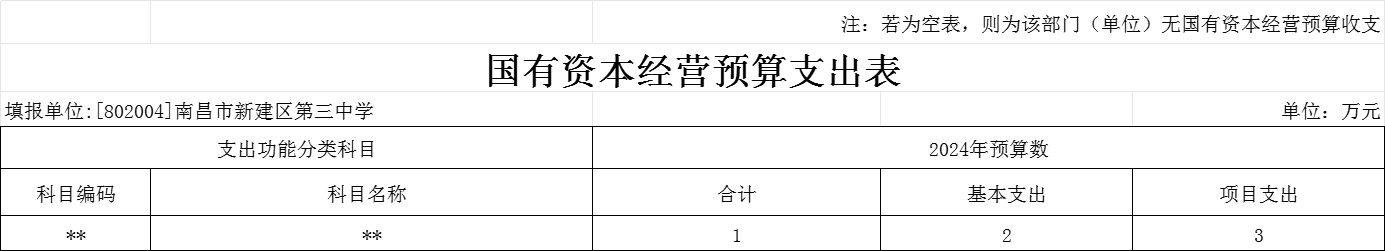 注：若为空表，则为该部门（单位）无国有资本经营预算收支
国有资本经营预算支出表
填报单位:[802004]南昌市新建区第三中学 单位：万元
支出功能分类科目 2024年预算数
科目编码 科目名称 合计 基本支出 项目支出
** ** 1 2 3